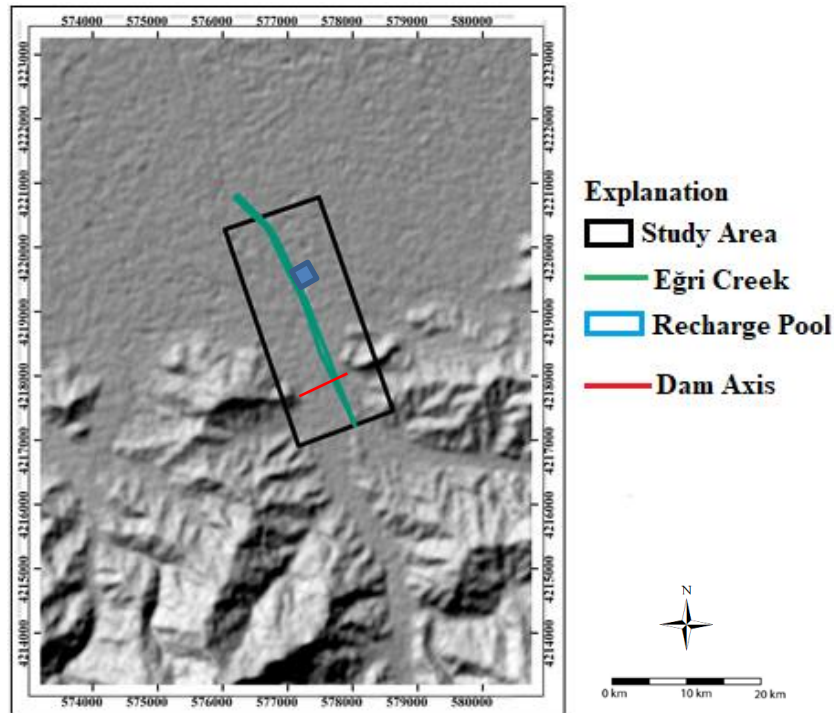 574000 575000 576000 577000 578000 579000 580000
4223000
4222000
4221000
4220000
4219000
4218000
4217000
4216000
4215000
4214000
4223000
4222000
4221000
4220000
4219000
4218000
4217000
4216000
4215000
4214000
574000 575000 576000 577000 578000 579000 580000
Explanation
Study Area
Eğri Creek
Recharge Pool
Dam Axis
N
0 km 10 km 20 km